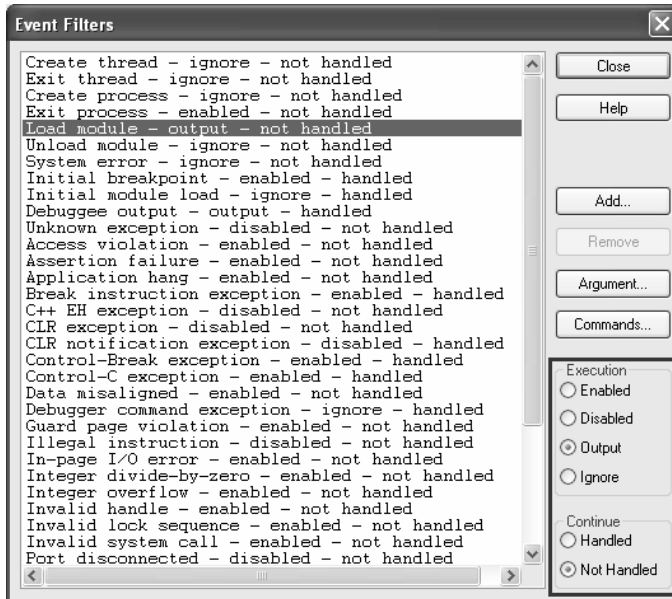 Event Filters
Create thread - ignore - not handled
Exit thread - ignore - not handled
Create process - ignore - not handled
Exit process - enabled - not handled
Load module - output - not handled
Unload module - ignore - not handled
System error - ignore - not handled
Initial breakpoint - enabled - handled
Initial module load - ignore - handled
Debuggee output - output - handled
Unknown exception - disabled - not handled
Access violation - enabled - not handled
Assertion failure - enabled - not handled
Application hang - enabled - not handled
Break instruction exception - enabled - handled
C++ EH exception - disabled - not handled
CLR exception - disabled - not handled
CLR notification exception - disabled - handled
Control-Break exception - enabled - handled
Control-C exception - enabled - handled
Data misaligned - enabled - not handled
Debugger command exception - ignore - handled
Guard page violation - enabled - not handled
Illegal instruction - disabled - not handled
In-page I/O error - enabled - not handled
Integer divide-by-zero - enabled - not handled
Integer overflow - enabled - not handled
Invalid handle - enabled - not handled
Invalid lock sequence - enabled - not handled
Invalid system call - enabled - not handled
Port disconnected - disabled - not handled
Close
Help
Add...
Remove
Argument...
Commands...
Execution
Enabled
Disabled
Output
Ignore
Continue
Handled
Not Handled